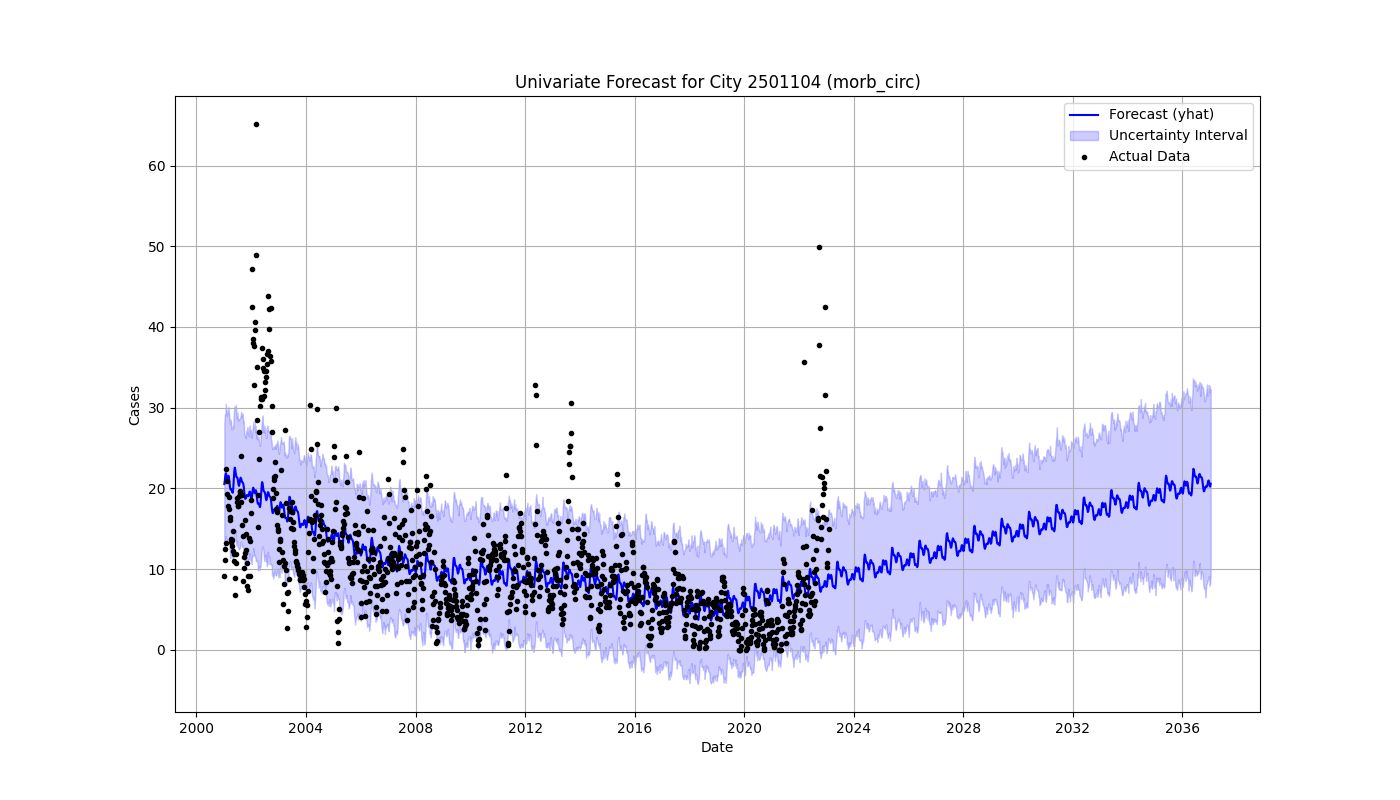 Univariate Forecast for City 2501104 (morb_circ)
Forecast (yhat)
Uncertainty Interval
Actual Data
Cases
60
50
40
30
20
10
0
2000 2004 2008 2012 2016 2020 2024 2028 2032 2036
Date